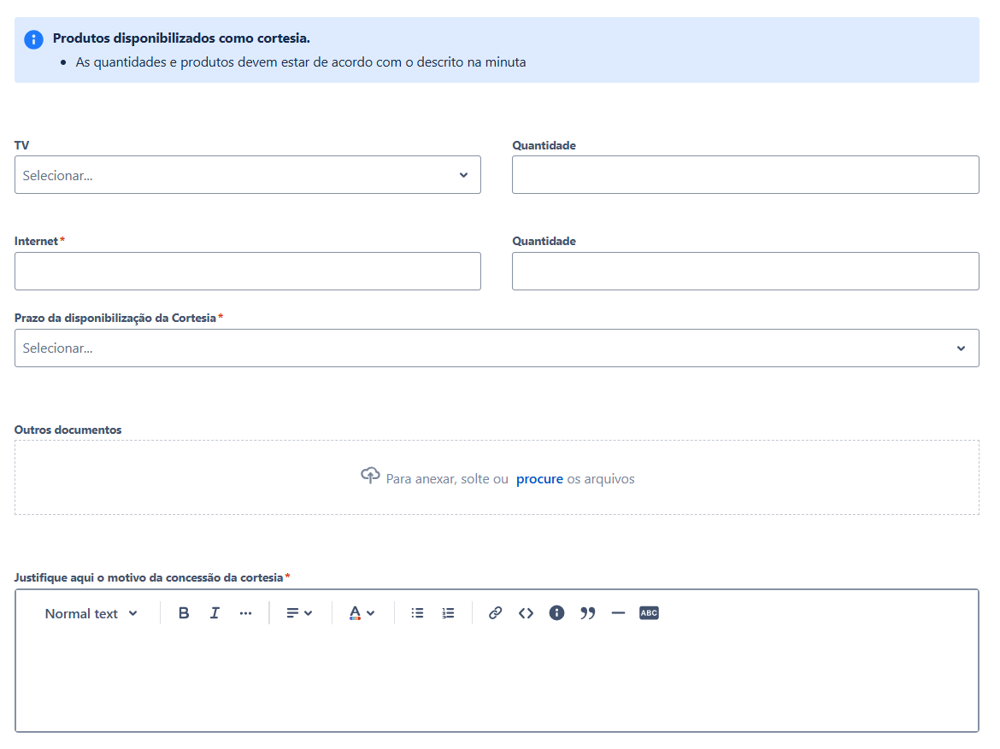 Produtos disponibilizados como cortesia.
• As quantidades e produtos devem estar de acordo com o descrito na minuta
TV
Selecionar...
Quantidade
Internet*
Quantidade
Prazo da disponibilização da Cortesia*
Selecionar...
Outros documentos
Para anexar, solte ou procure os arquivos
Justifique aqui o motivo da concessão da cortesia*
Normal text B I ... A ABC